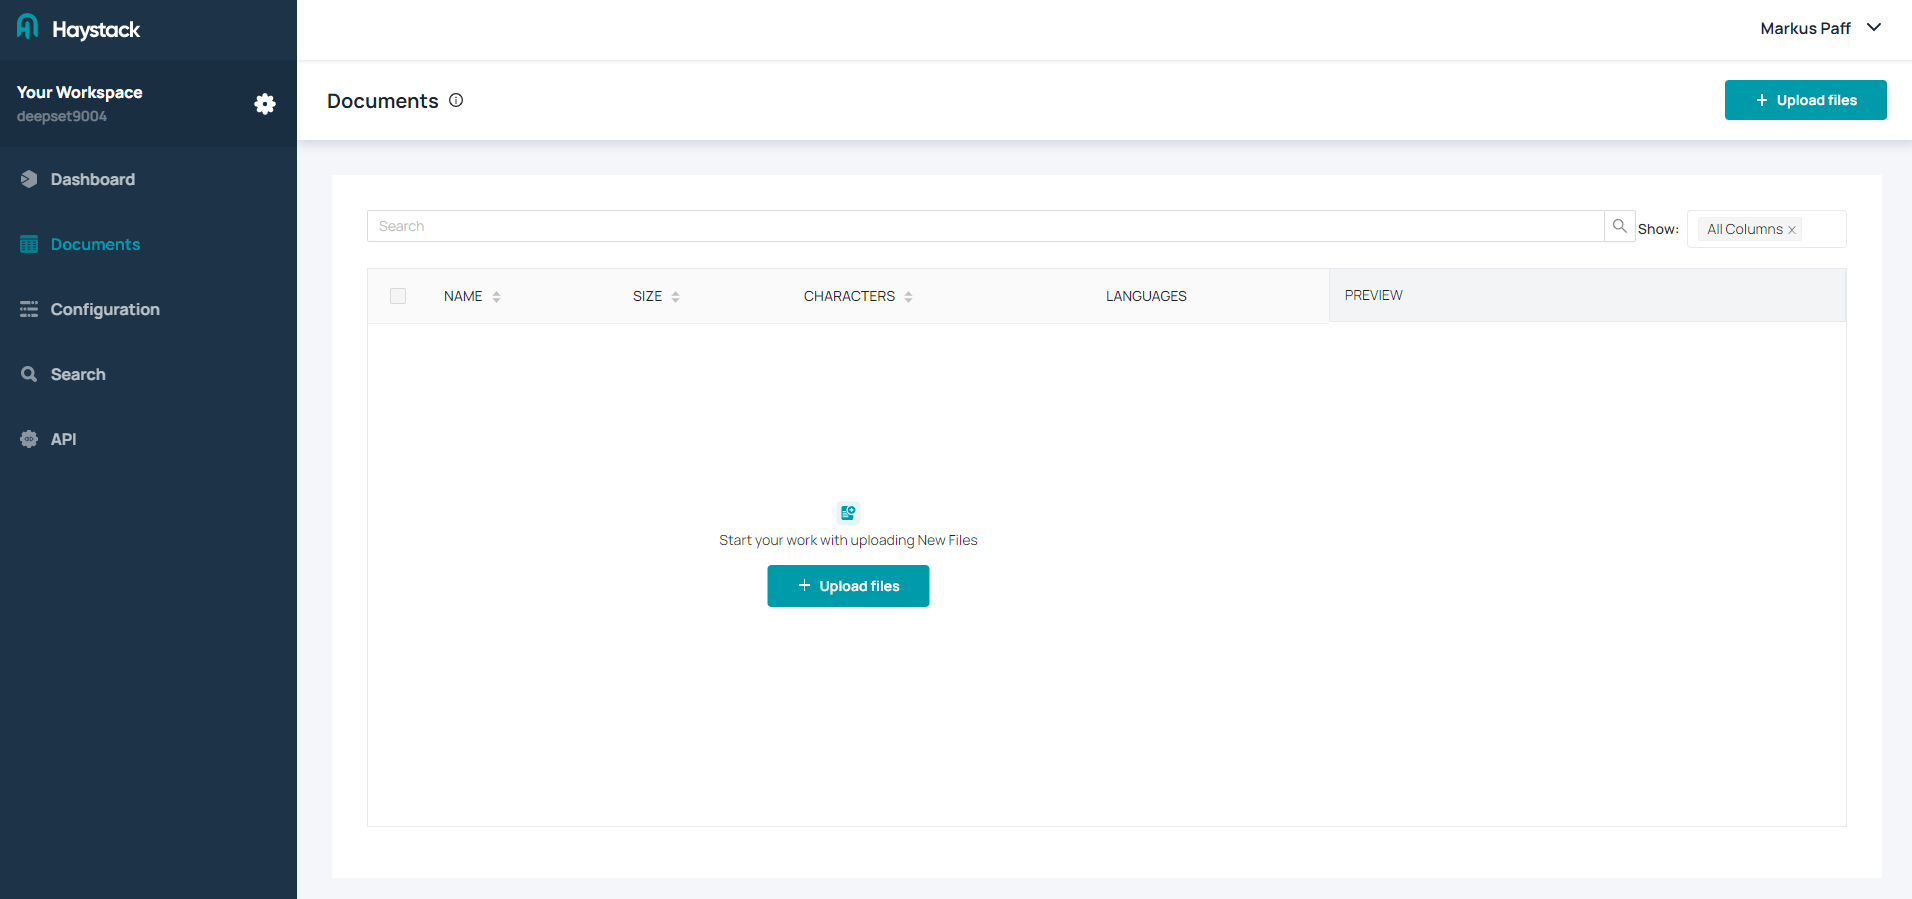 Haystack
Markus Paff
Your Workspace
deepset9004
Documents
+ Upload files
Dashboard
Documents
Configuration
Search
API
Search
Show: All Columns ×
NAME SIZE CHARACTERS LANGUAGES PREVIEW
Start your work with uploading New Files
+ Upload files